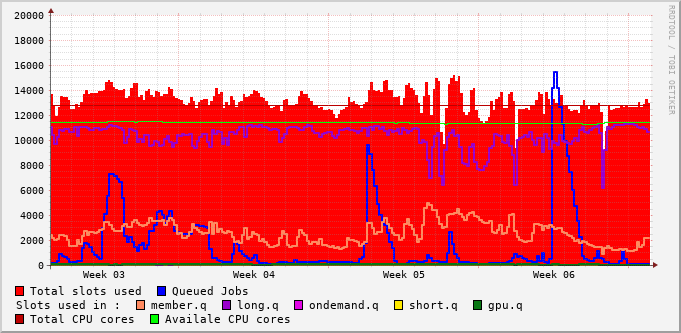 20000
18000
16000
14000
12000
10000
8000
6000
4000
2000
0
Week 03 Week 04 Week 05 Week 06
RRDTOOL / TOBI OETIKER
Total slots used Queued Jobs
Slots used in : member.q long.q ondemand.q short.q gpu.q
Total CPU cores Availale CPU cores